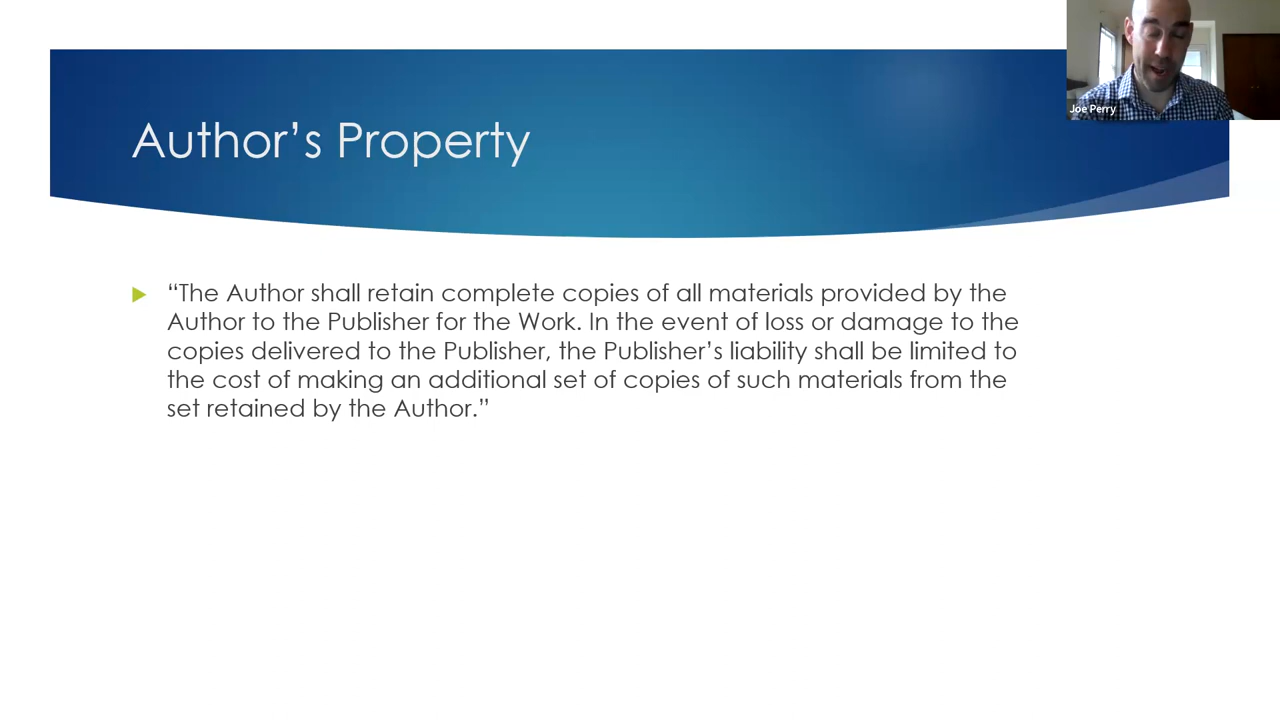 Joe Perry
Author’s Property
“The Author shall retain complete copies of all materials provided by the
Author to the Publisher for the Work. In the event of loss or damage to the
copies delivered to the Publisher, the Publisher’s liability shall be limited to
the cost of making an additional set of copies of such materials from the
set retained by the Author.”